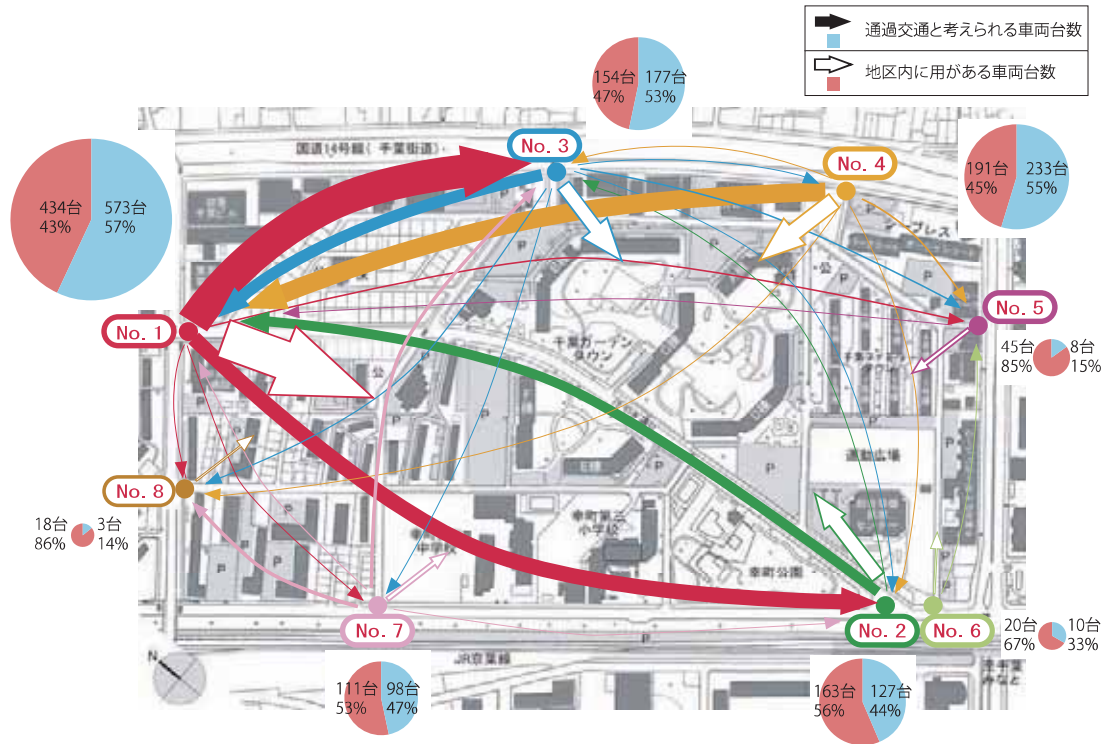 通過交通と考えられる車両台数
地区内に用がある車両台数
154台 177台
47% 53%
国道14号線( 千葉街道)
No. 3
No. 4
191台 233台
45% 55%
434台 573台
43% 57%
P
P
公
P
No. 5
No. 1
千葉ガーデン
タウン
45台 8台
85% 15%
公
P
P
P
運動広場
No. 8
18台 3台
86% 14%
幸町第三
小学校
中学校
幸町公園
P
P
No. 7
No. 2
No. 6
20台 10台
67% 33%
P
JR京葉線
N
111台 98台
53% 47%
163台 127台
56% 44%